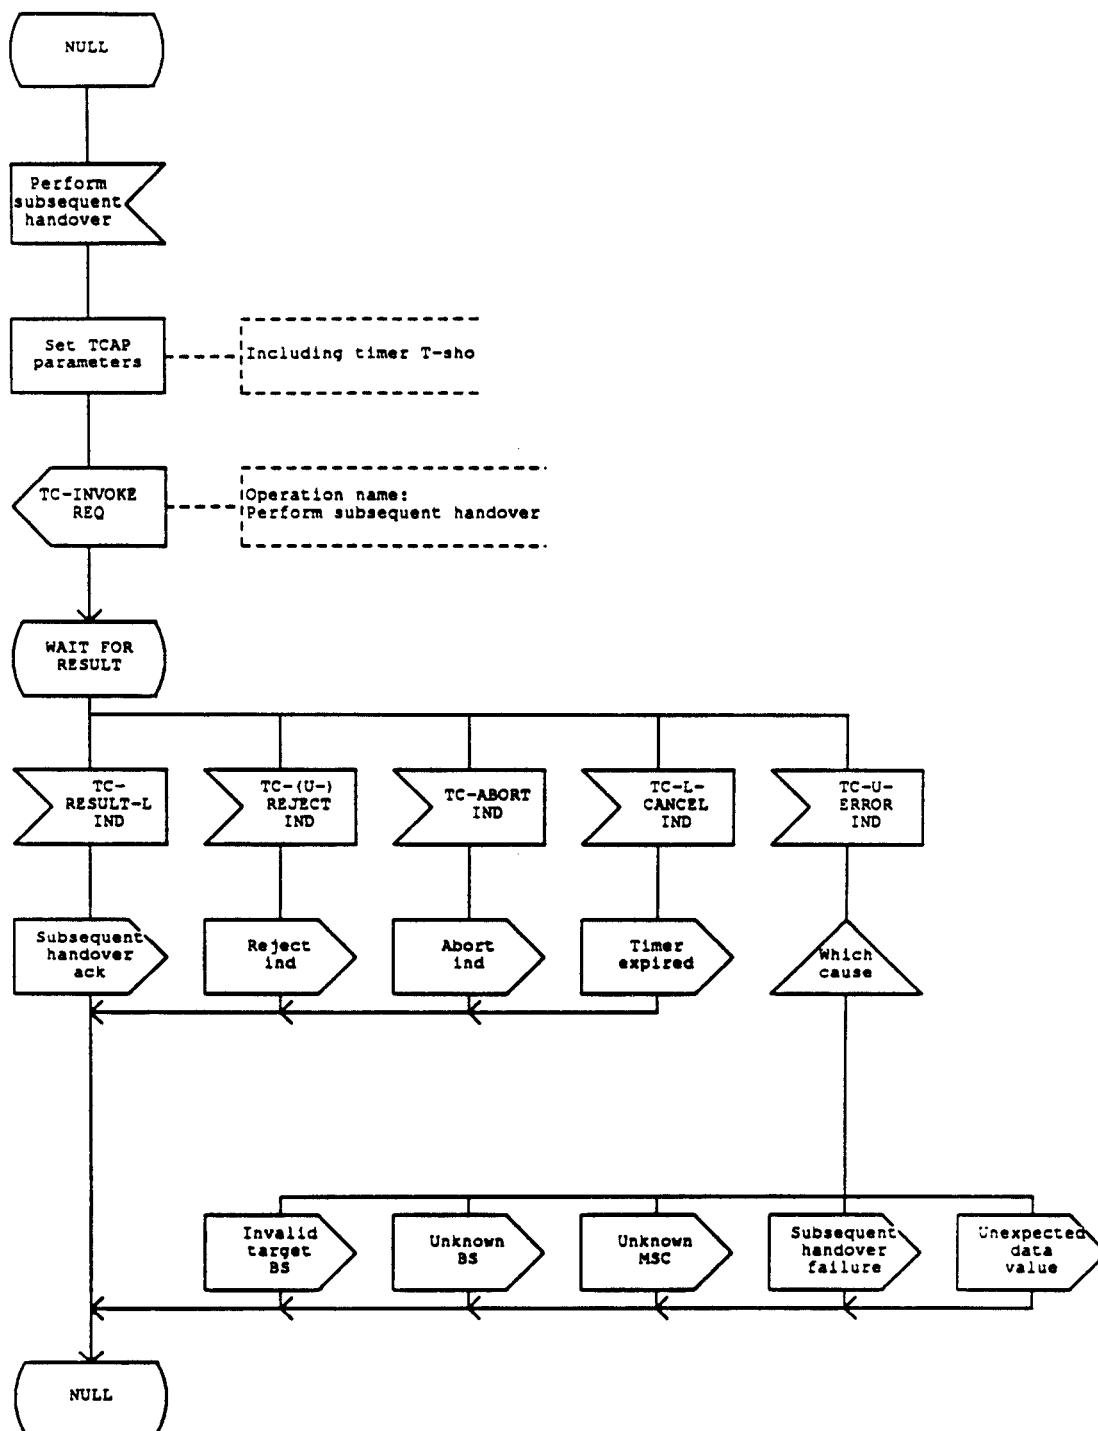 NULL
Perform
subsequent
handover
Set TCAP
parameters
Including timer T-sho
TC-INVOKE
REQ
Operation name:
Perform subsequent handover
WAIT FOR
RESULT
TC-
RESULT-L
IND
TC-(U-)
REJECT
IND
TC-ABORT
IND
TC-L-
CANCEL
IND
TC-U-
ERROR
IND
Subsequent
handover
ack
Reject
ind
Abort
ind
Timer
expired
Which
cause
Invalid
target
BS
Unknown
BS
Unknown
MSC
Subsequent
handover
failure
Unexpected
data
value
NULL